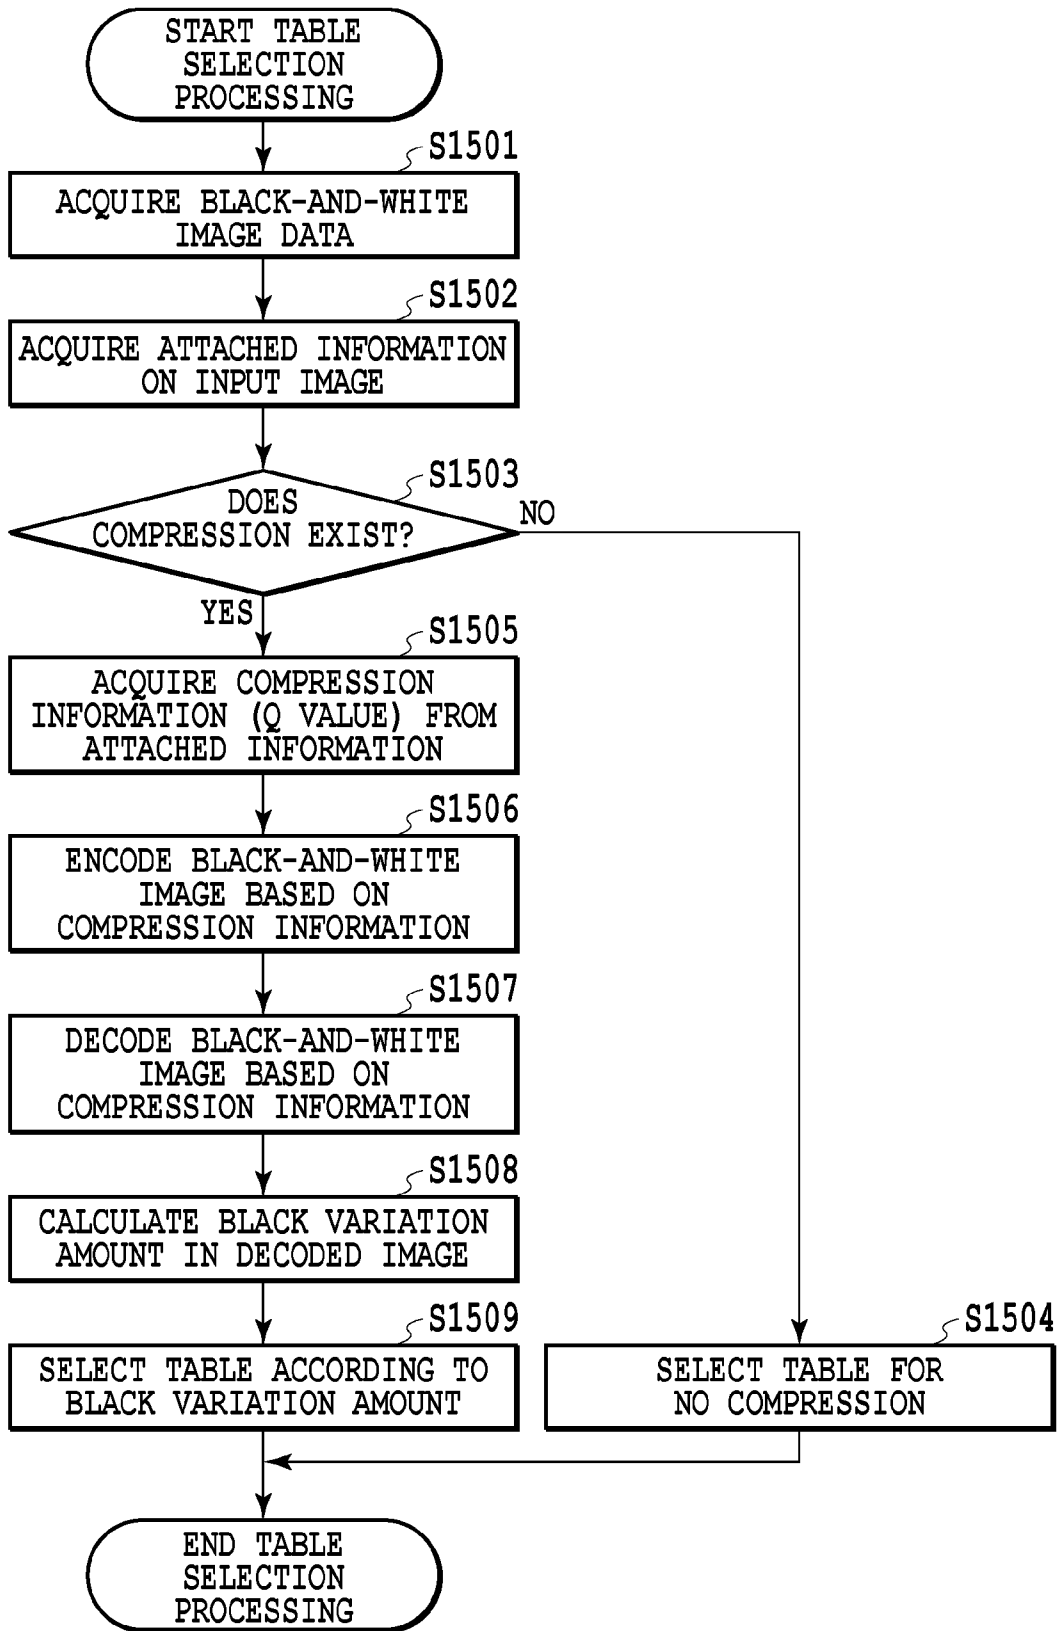 START TABLE
SELECTION
PROCESSING
S1501
ACQUIRE BLACK-AND-WHITE
IMAGE DATA
S1502
ACQUIRE ATTACHED INFORMATION
ON INPUT IMAGE
S1503
DOES
COMPRESSION EXIST?
NO
YES
S1505
ACQUIRE COMPRESSION
INFORMATION (Q VALUE) FROM
ATTACHED INFORMATION
S1506
ENCODE BLACK-AND-WHITE
IMAGE BASED ON
COMPRESSION INFORMATION
S1507
DECODE BLACK-AND-WHITE
IMAGE BASED ON
COMPRESSION INFORMATION
S1508
CALCULATE BLACK VARIATION
AMOUNT IN DECODED IMAGE
S1509
SELECT TABLE ACCORDING TO
BLACK VARIATION AMOUNT
S1504
SELECT TABLE FOR
NO COMPRESSION
END TABLE
SELECTION
PROCESSING